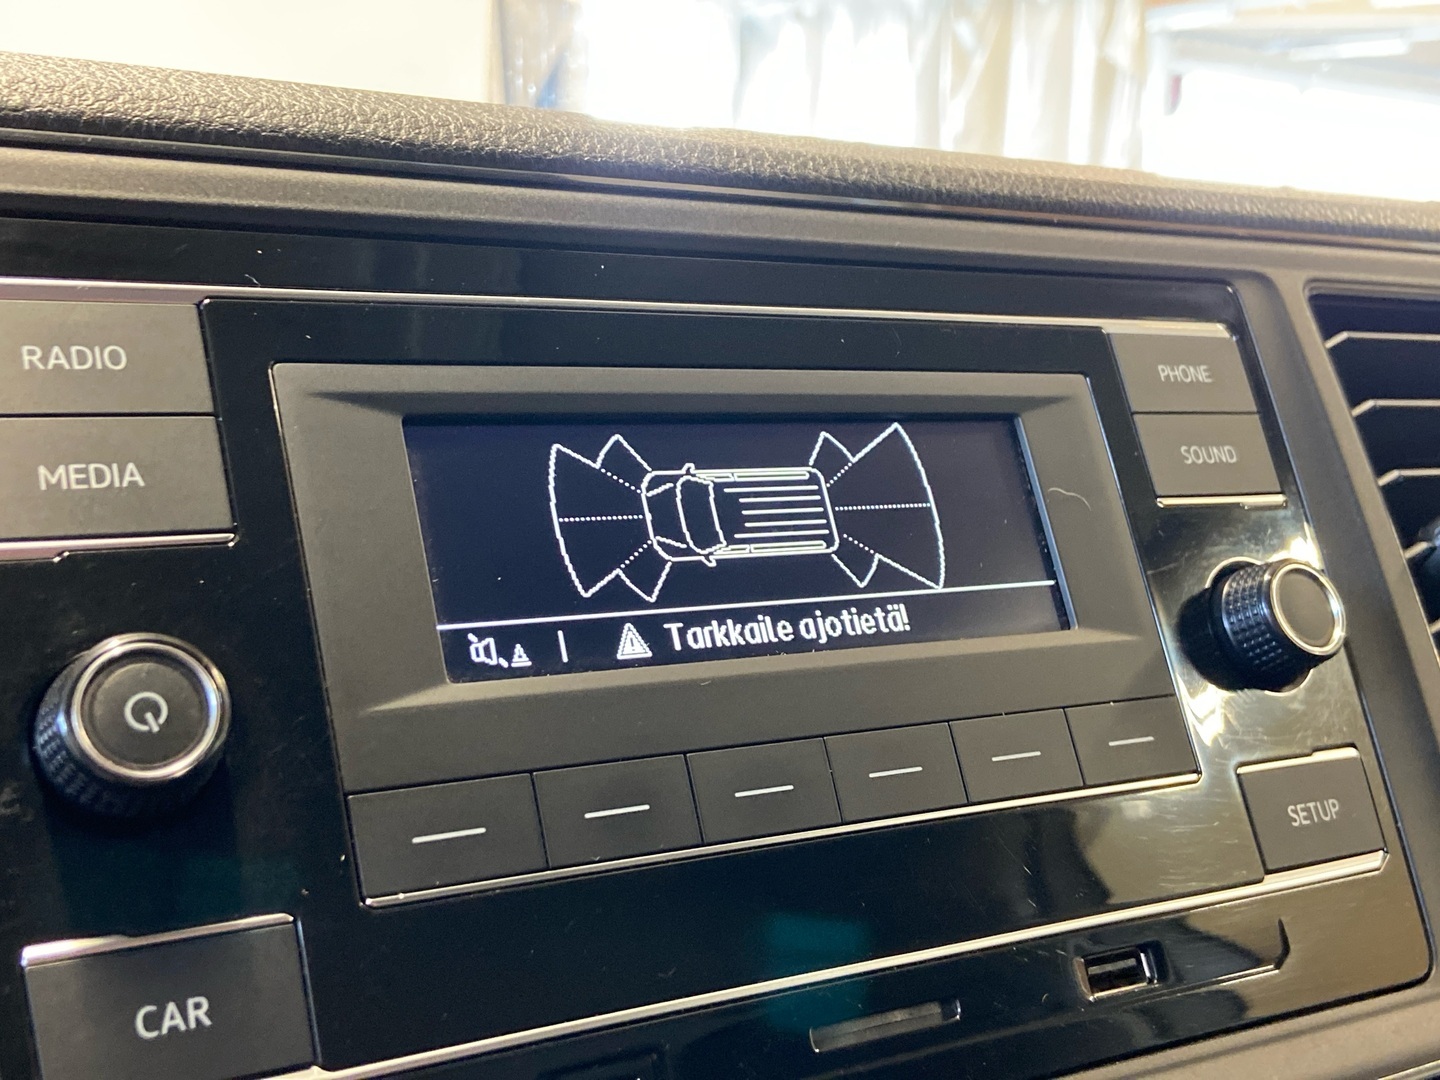 RADIO
MEDIA
PHONE
SOUND
Tarkkaile ajotietä!
SETUP
CAR